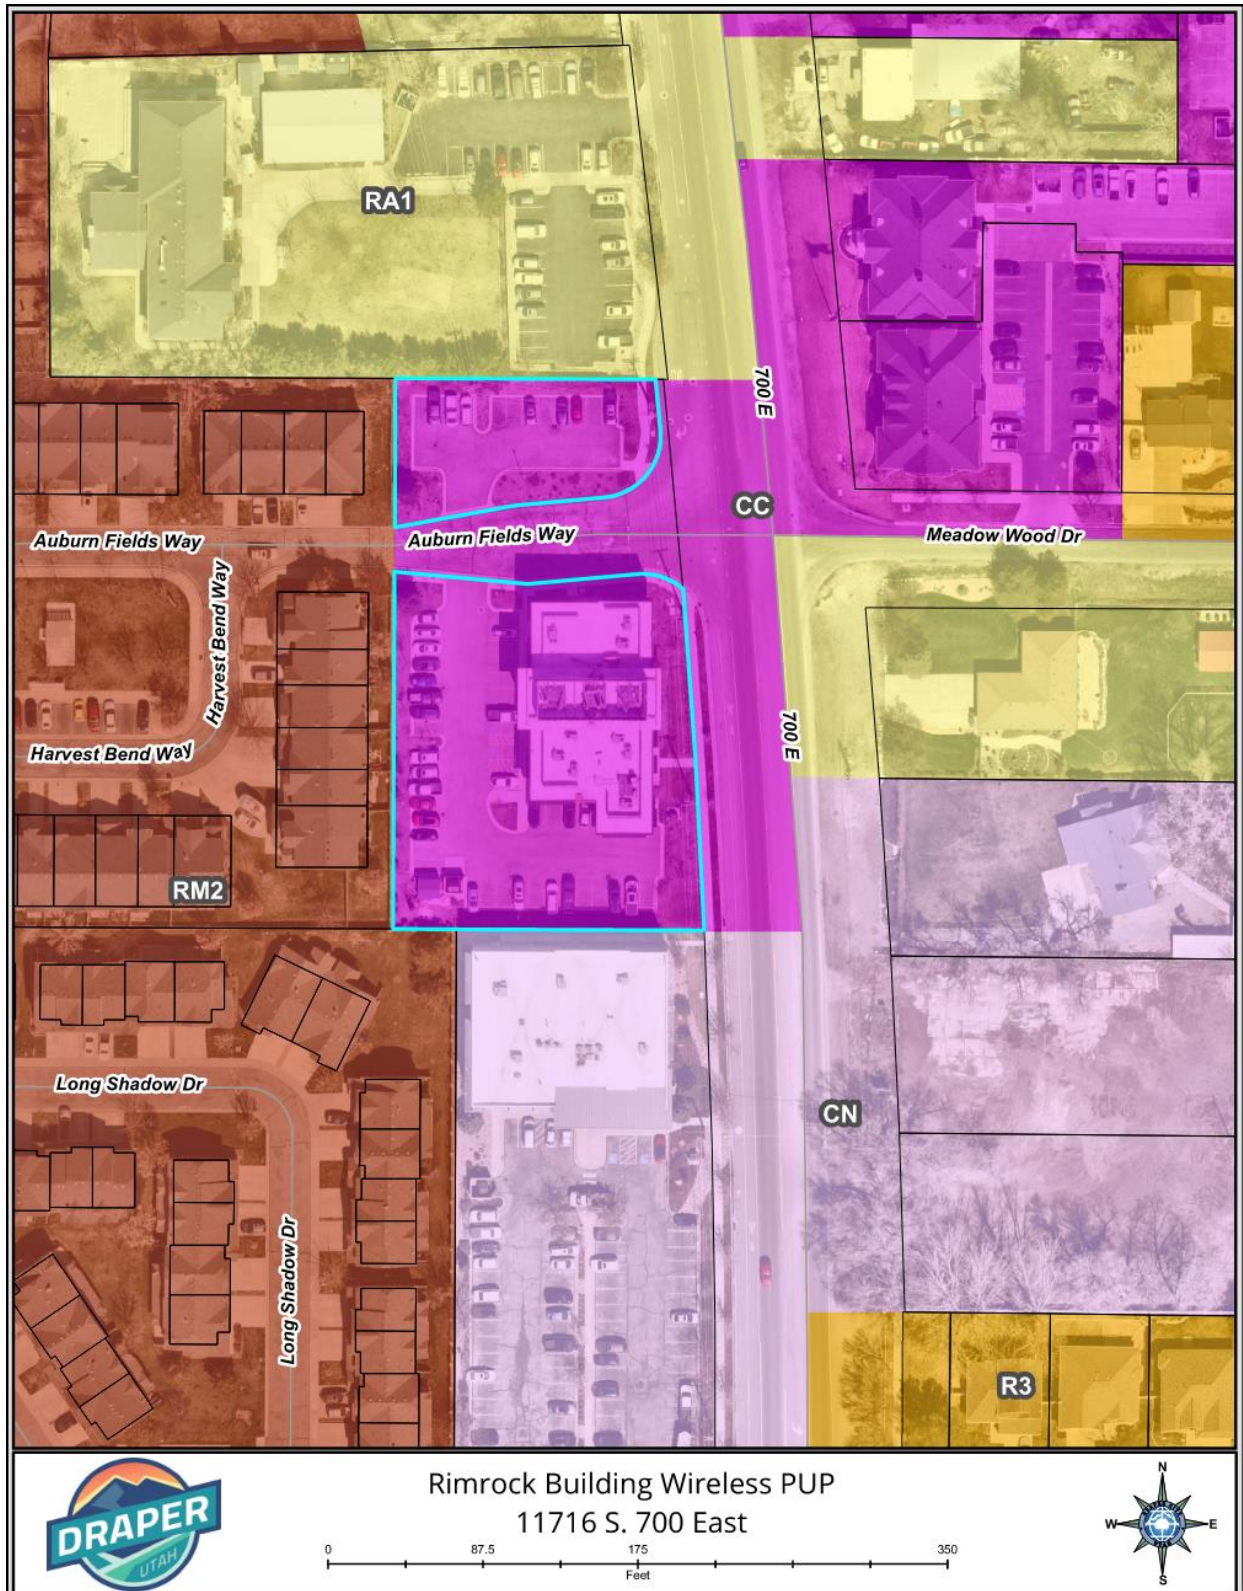 RA1
700 E
CC
Auburn Fields Way
Auburn Fields Way
Meadow Wood Dr
Harvest Bend Way
700 E
Harvest Bend Way
RM2
Long Shadow Dr
CN
Long Shadow Dr
R3
DRAPER
UTAH
Rimrock Building Wireless PUP
11716 S. 700 East
0
87.5
175
350
Feet
N
W
E
S